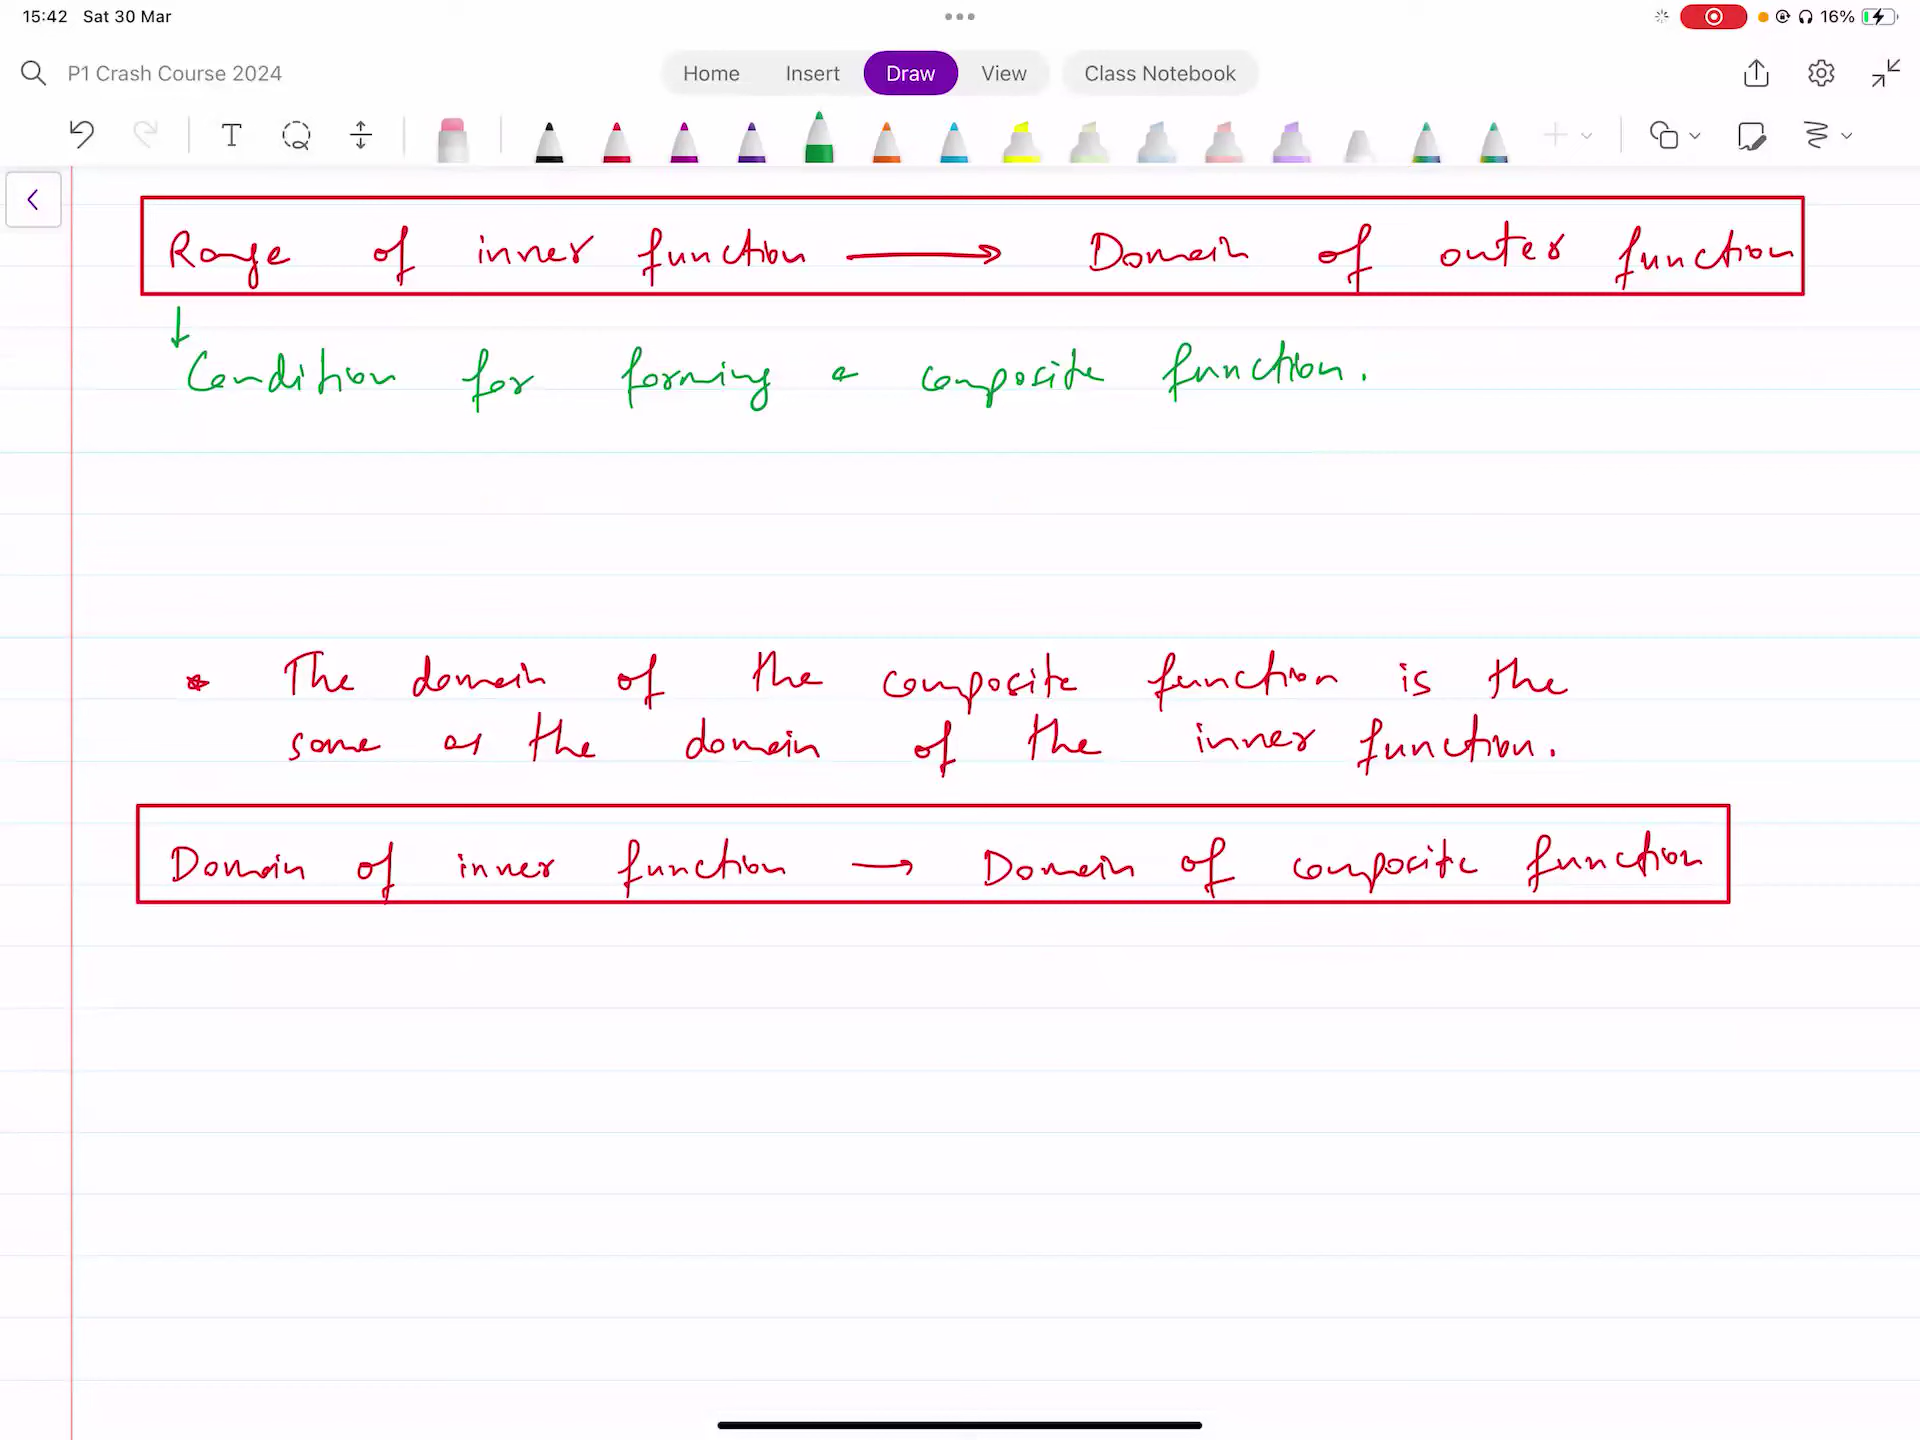 15:42 Sat 30 Mar
16%
P1 Crash Course 2024
Home Insert Draw View Class Notebook
T
Range of inner function → Domain of outer function
↓ Condition for forming a composite function.
* The domain of the composite function is the
same as the domain of the inner function.
Domain of inner function → Domain of composite function